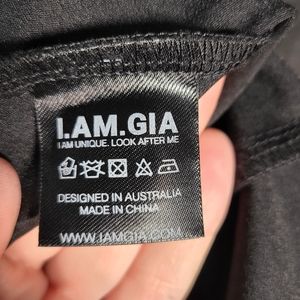 I.AM.GIA
I AM UNIQUE. LOOK AFTER ME
DESIGNED IN AUSTRALIA
MADE IN CHINA
WWW.IAMGIA.COM